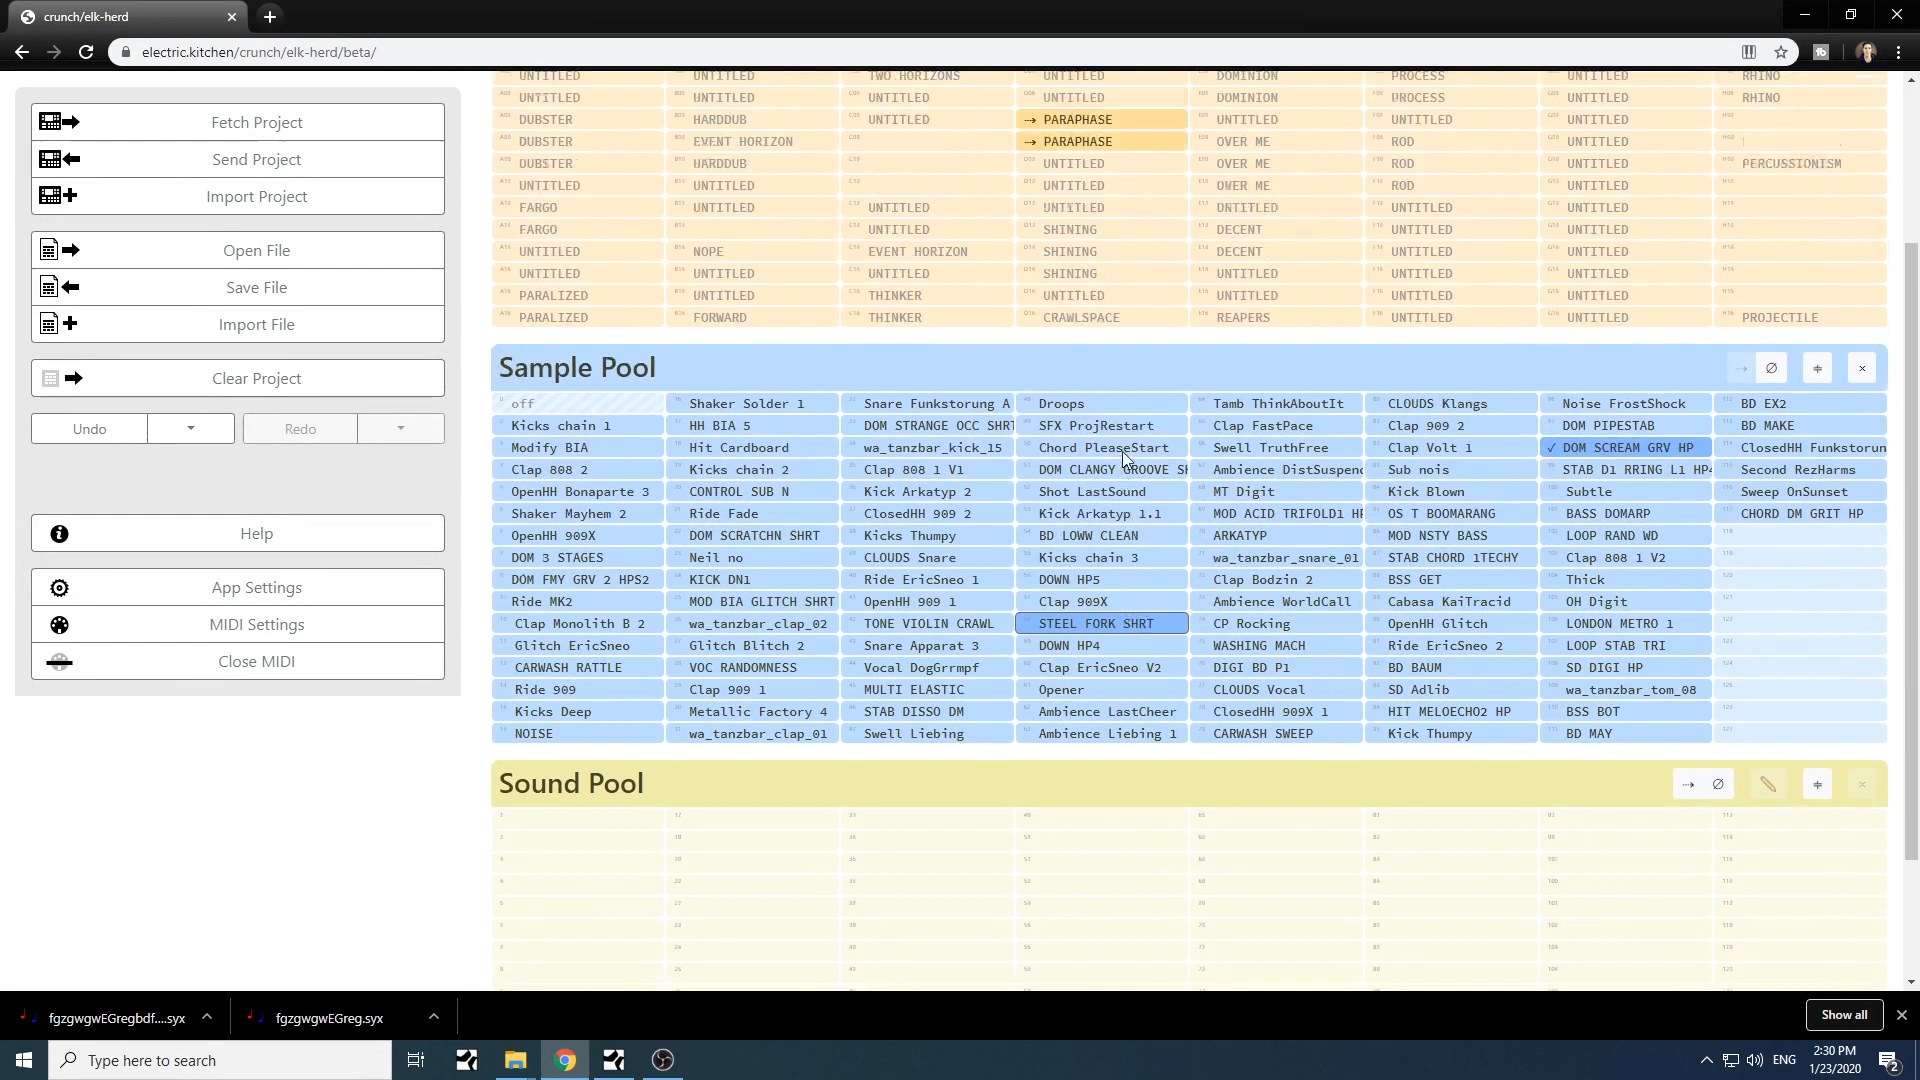 crunch/elk-herd
electric.kitchen/crunch/elk-herd/beta/
Fetch Project
Send Project
Import Project
Open File
Save File
Import File
Clear Project
Undo
Redo
Help
App Settings
MIDI Settings
Close MIDI
UNTITLED UNTITLED TWO HORIZONS UNTITLED DOMINION PROCESS UNTITLED RHINO
UNTITLED UNTITLED UNTITLED UNTITLED DOMINION PROCESS UNTITLED RHINO
DUBSTER HARDDUB UNTITLED → PARAPHASE UNTITLED UNTITLED UNTITLED
DUBSTER EVENT HORIZON → PARAPHASE OVER ME ROD UNTITLED
DUBSTER HARDDUB UNTITLED OVER ME ROD UNTITLED PERCUSSIONISM
UNTITLED UNTITLED UNTITLED OVER ME ROD UNTITLED
FARGO UNTITLED UNTITLED UNTITLED UNTITLED UNTITLED UNTITLED
FARGO UNTITLED SHINING DECENT UNTITLED UNTITLED
UNTITLED NOPE EVENT HORIZON SHINING DECENT UNTITLED UNTITLED
UNTITLED UNTITLED UNTITLED SHINING UNTITLED UNTITLED UNTITLED
PARALIZED UNTITLED THINKER UNTITLED UNTITLED UNTITLED UNTITLED
PARALIZED FORWARD THINKER CRAWLSPACE REAPERS UNTITLED UNTITLED PROJECTILE
Sample Pool
off Shaker Solder 1 Snare Funkstorung A Droops Tamb ThinkAboutIt CLOUDS Klangs Noise FrostShock BD EX2
Kicks chain 1 HH BIA 5 DOM STRANGE OCC SHRT SFX ProjRestart Clap FastPace Clap 909 2 DOM PIPESTAB BD MAKE
Modify BIA Hit Cardboard wa_tanzbar_kick_15 Chord PleaseStart Swell TruthFree Clap Volt 1 ✓ DOM SCREAM GRV HP ClosedHH Funkstorun
Clap 808 2 Kicks chain 2 Clap 808 1 V1 DOM CLANGY GROOVE SH Ambience DistSuspend Sub nois STAB D1 RRING L1 HP4 Second RezHarms
OpenHH Bonaparte 3 CONTROL SUB N Kick Arkatyp 2 Shot LastSound MT Digit Kick Blown Subtle Sweep OnSunset
Shaker Mayhem 2 Ride Fade ClosedHH 909 2 Kick Arkatyp 1.1 MOD ACID TRIFOLD1 HP OS T BOOMARANG BASS DOMARP CHORD DM GRIT HP
OpenHH 909X DOM SCRATCHN SHRT Kicks Thumpy BD LOWW CLEAN ARKATYP MOD NSTY BASS LOOP RAND WD
DOM 3 STAGES Neil no CLOUDS Snare Kicks chain 3 wa_tanzbar_snare_01 STAB CHORD 1TECHY Clap 808 1 V2
DOM FMY GRV 2 HPS2 KICK DN1 Ride EricSneo 1 DOWN HP5 Clap Bodzin 2 BSS GET Thick
Ride MK2 MOD BIA GLITCH SHRT OpenHH 909 1 Clap 909X Ambience WorldCall Cabasa KaiTracid OH Digit
Clap Monolith B 2 wa_tanzbar_clap_02 TONE VIOLIN CRAWL STEEL FORK SHRT CP Rocking OpenHH Glitch LONDON METRO 1
Glitch EricSneo Glitch Blitch 2 Snare Apparat 3 DOWN HP4 WASHING MACH Ride EricSneo 2 LOOP STAB TRI
CARWASH RATTLE VOC RANDOMNESS Vocal DogGrrmpf Clap EricSneo V2 DIGI BD P1 BD BAUM SD DIGI HP
Ride 909 Clap 909 1 MULTI ELASTIC Opener CLOUDS Vocal SD Adlib wa_tanzbar_tom_08
Kicks Deep Metallic Factory 4 STAB DISSO DM Ambience LastCheer ClosedHH 909X 1 HIT MELOECHO2 HP BSS BOT
NOISE wa_tanzbar_clap_01 Swell Liebing Ambience Liebing 1 CARWASH SWEEP Kick Thumpy BD MAY
Sound Pool
fgzgwgwEGregbdf....syx
fgzgwgwEGreg.syx
Show all
Type here to search
ENG
2:30 PM
1/23/2020
2